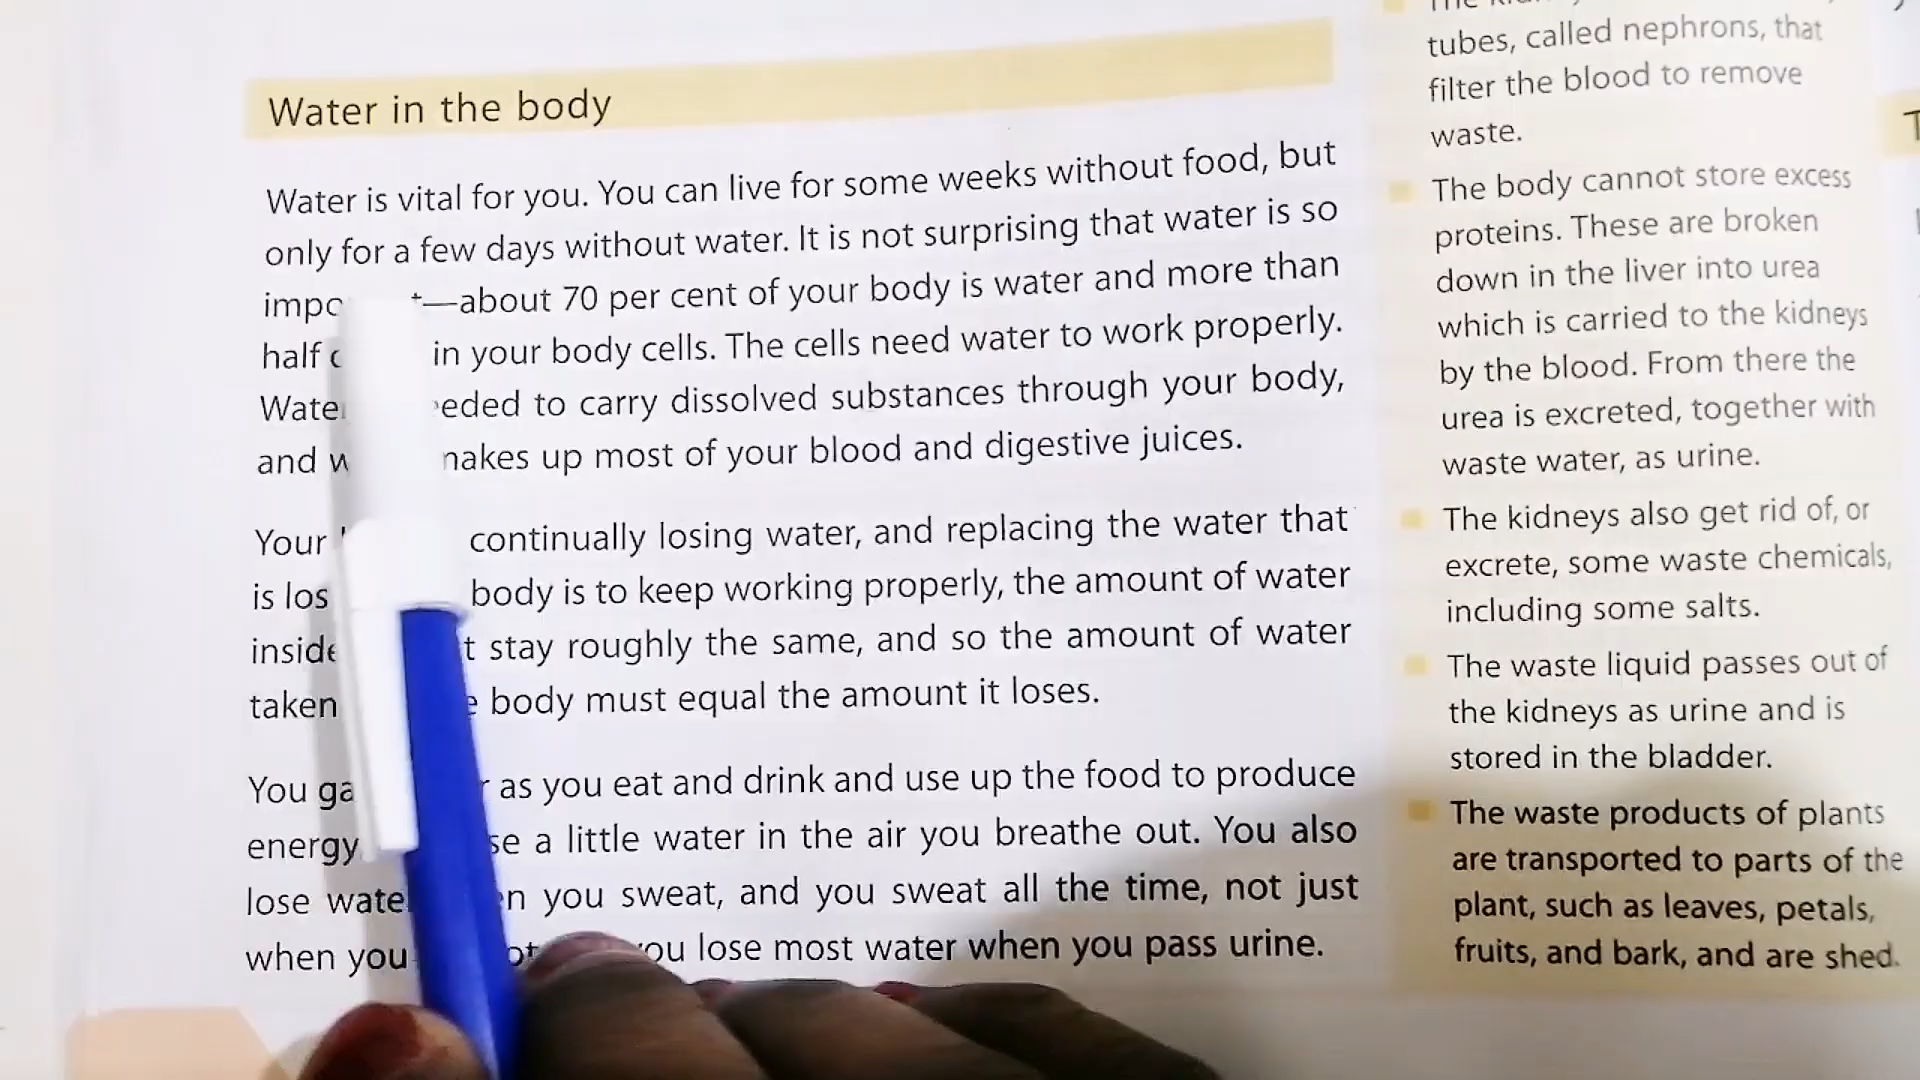 Water in the body
Water is vital for you. You can live for some weeks without food, but
only for a few days without water. It is not surprising that water is so
about 70 per cent of your body is water and more than
half in your body cells. The cells need water to work properly.
to carry dissolved substances through your body,
and up most of your blood and digestive juices.
Your continually losing water, and replacing the water that
is body is to keep working properly, the amount of water
stay roughly the same, and so the amount of water
taken body must equal the amount it loses.
You as you eat and drink and use up the food to produce
energy a little water in the air you breathe out. You also
lose you sweat, and you sweat all the time, not just
when you lose most water when you pass urine.
tubes, called nephrons, that
filter the blood to remove
waste.
The body cannot store excess
proteins. These are broken
down in the liver into urea
which is carried to the kidneys
by the blood. From there the
urea is excreted, together with
waste water, as urine.
The kidneys also get rid of, or
excrete, some waste chemicals,
including some salts.
The waste liquid passes out of
the kidneys as urine and is
stored in the bladder.
The waste products of plants
are transported to parts of the
plant, such as leaves, petals,
fruits, and bark, and are shed.